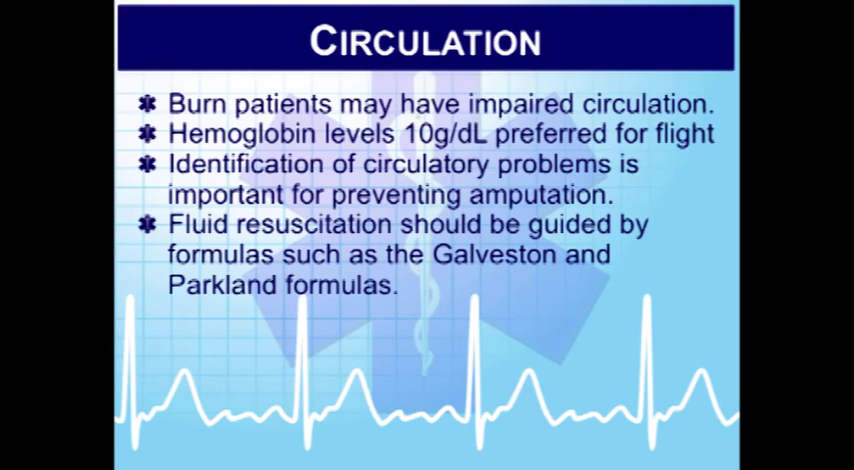 CIRCULATION
Burn patients may have impaired circulation.
Hemoglobin levels 10g/dL preferred for flight
Identification of circulatory problems is
important for preventing amputation.
Fluid resuscitation should be guided by
formulas such as the Galveston and
Parkland formulas.